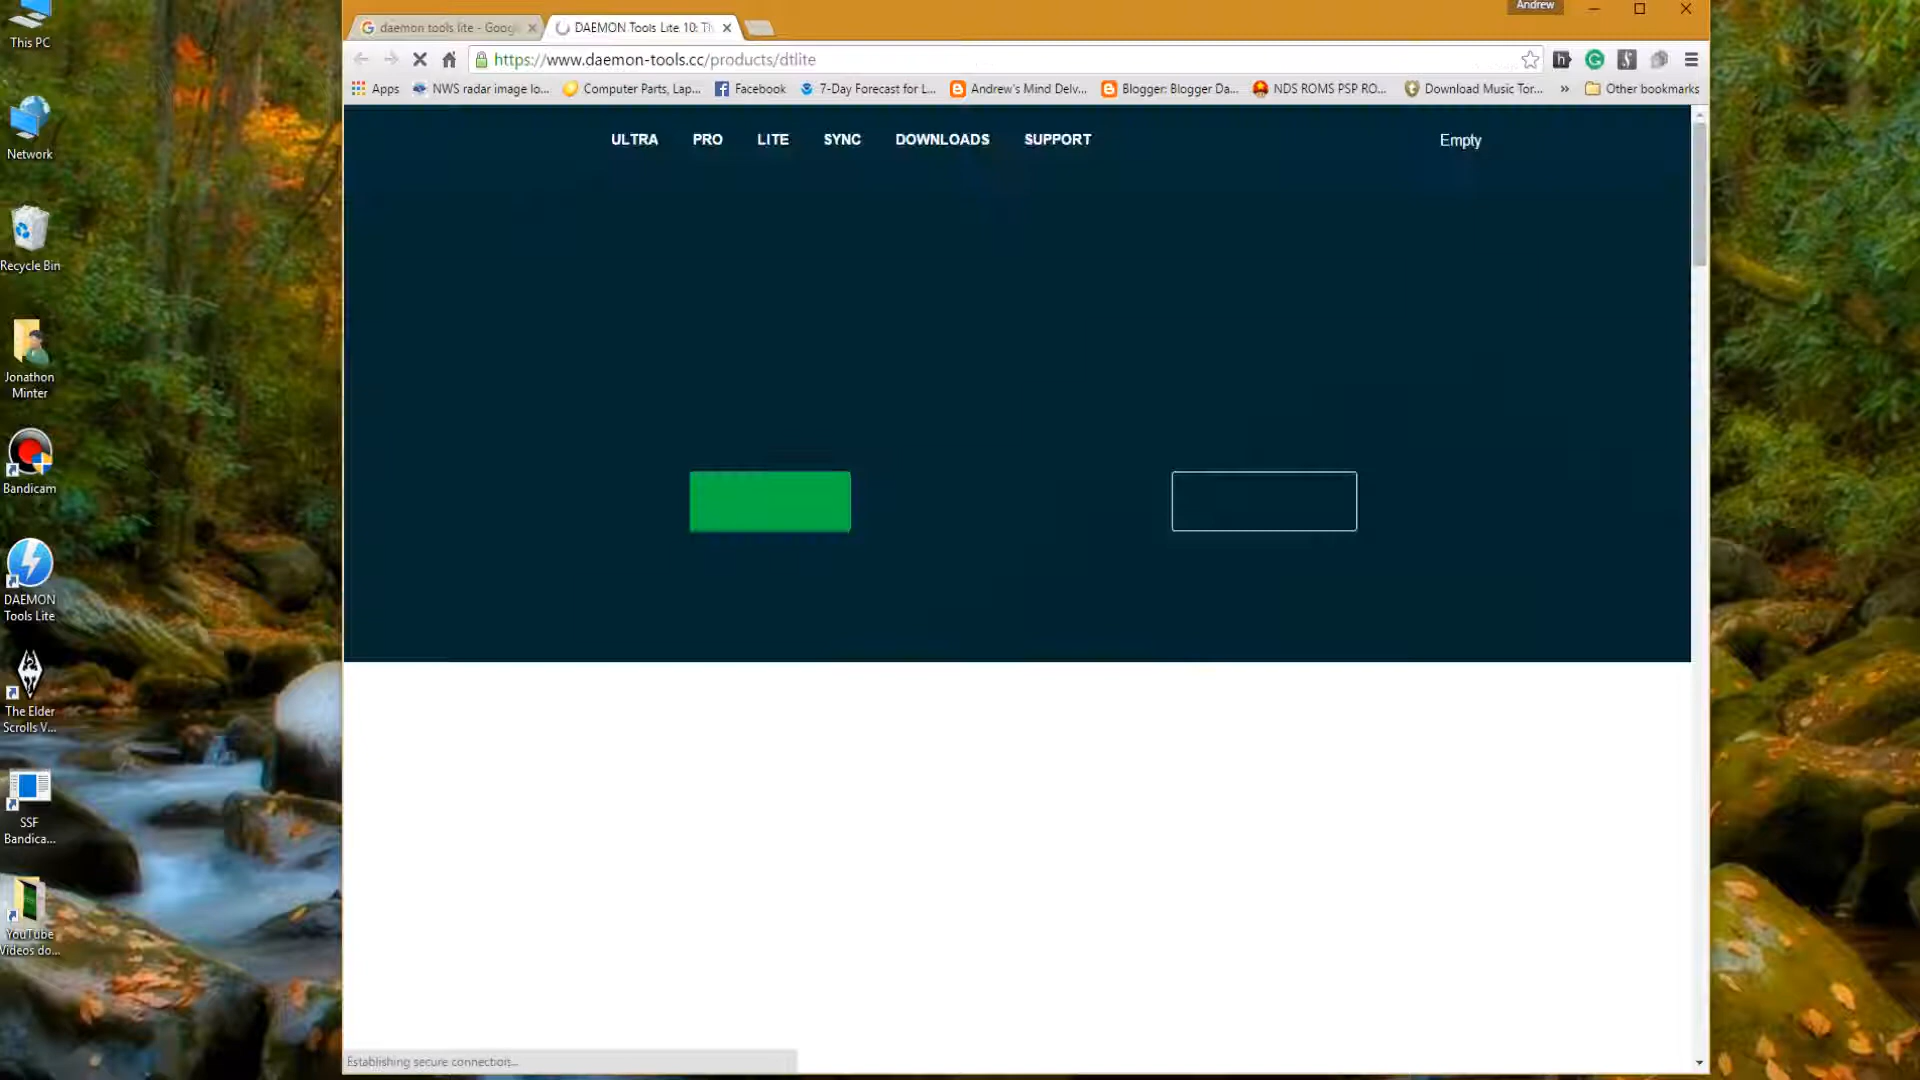 Andrew
daemon tools lite - Goog
DAEMON Tools Lite 10: Th
https://www.daemon-tools.cc/products/dtlite
Apps
NWS radar image lo...
Computer Parts, Lap...
Facebook
7-Day Forecast for L...
Andrew's Mind Delv...
Blogger: Blogger Da...
NDS ROMS PSP RO...
Download Music Tor...
»
Other bookmarks
ULTRA
PRO
LITE
SYNC
DOWNLOADS
SUPPORT
Empty
Establishing secure connection...
This PC
Network
Recycle Bin
Jonathon
Minter
Bandicam
DAEMON
Tools Lite
The Elder
Scrolls V...
SSF
Bandica...
YouTube
Videos do...